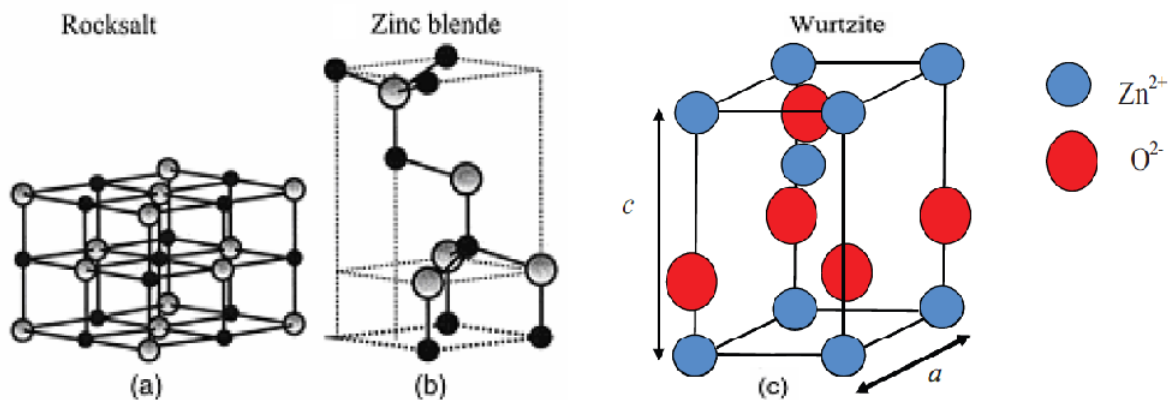 Rocksalt
Zinc blende
Wurtzite
Zn²⁺
O²⁻
c
a
(a)
(b)
(c)